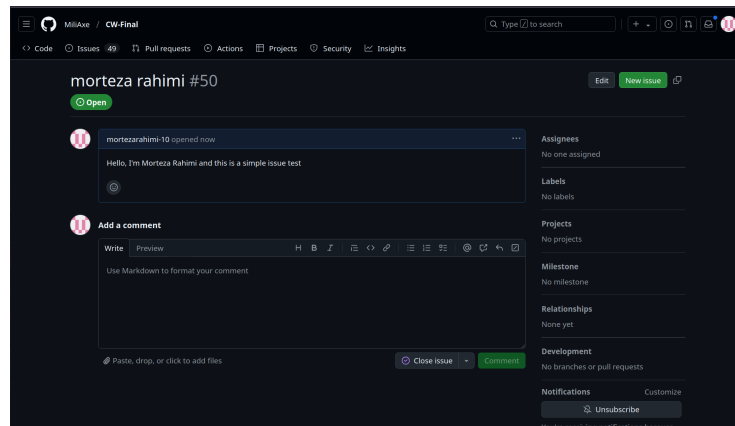 MiliAxe / CW-Final
Type / to search
Code
Issues 49
Pull requests
Actions
Projects
Security
Insights
morteza rahimi #50
Edit
New issue
Open
mortezarahimi-10 opened now
Hello, I'm Morteza Rahimi and this is a simple issue test
Add a comment
Write
Preview
H B I
Use Markdown to format your comment
Paste, drop, or click to add files
Close issue
Comment
Assignees
No one assigned
Labels
No labels
Projects
No projects
Milestone
No milestone
Relationships
None yet
Development
No branches or pull requests
Notifications
Customize
Unsubscribe